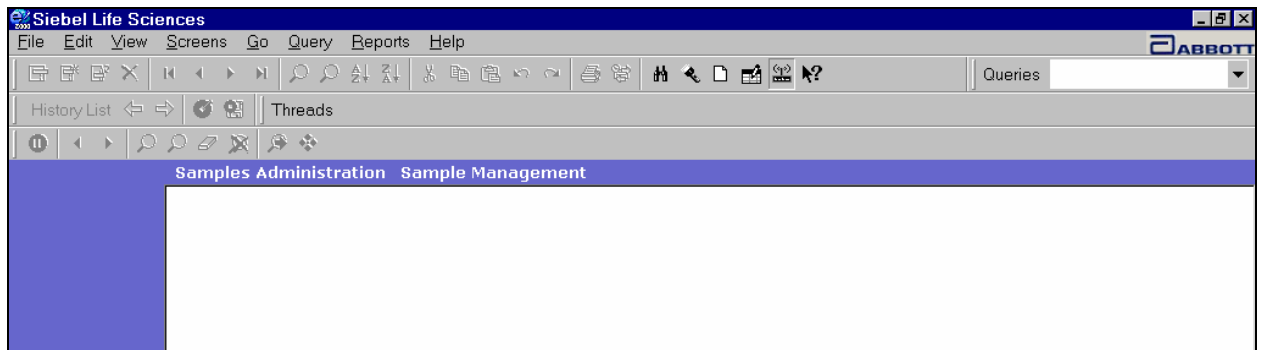 Siebel Life Sciences
File Edit View Screens Go Query Reports Help
ABBOTT
Queries
History List Threads
Samples Administration Sample Management